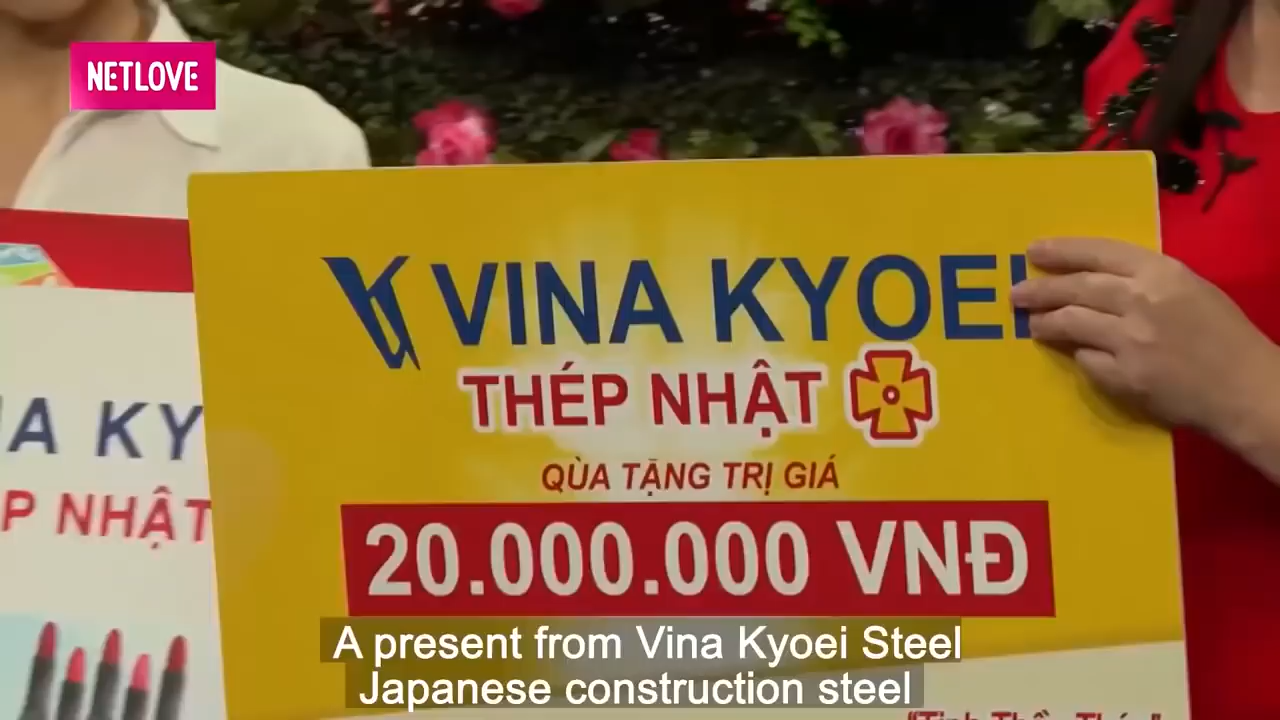 NETLOVE
VINA KYOEI
THÉP NHẬT
QÙA TẶNG TRỊ GIÁ
20.000.000 VNĐ
A KY
P NHẬT
A present from Vina Kyoei Steel
Japanese construction steel